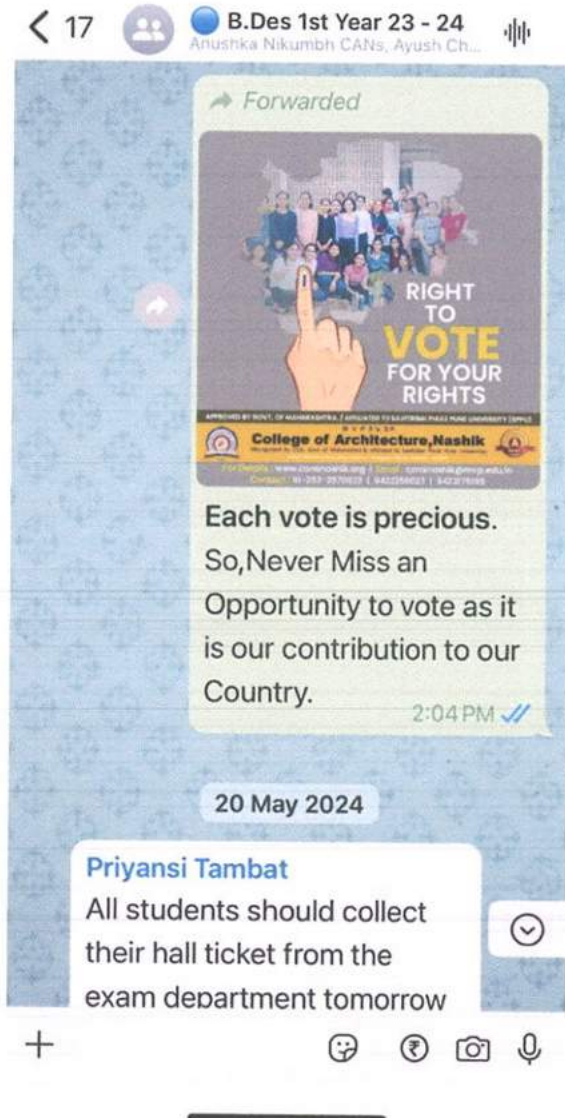 17
B.Des 1st Year 23 - 24
Anushka Nikumbh CANs, Ayush Ch...
Forwarded
RIGHT
TO
VOTE
FOR YOUR
RIGHTS
College of Architecture,Nashik
Each vote is precious.
So,Never Miss an
Opportunity to vote as it
is our contribution to our
Country.
2:04 PM
20 May 2024
Priyansi Tambat
All students should collect
their hall ticket from the
exam department tomorrow